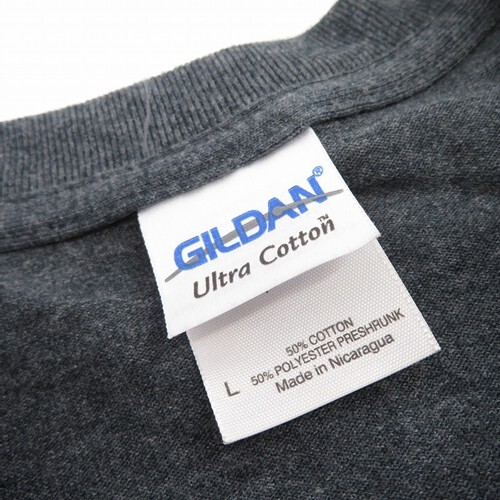 GILDAN®
Ultra Cotton™
50% COTTON
L 50% POLYESTER PRESHRUNK
Made in Nicaragua